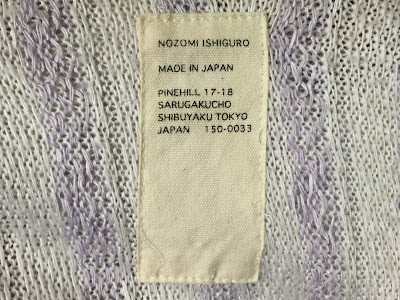 NOZOMI ISHIGURO
MADE IN JAPAN
PINEHILL 17-18
SARUGAKUCHO
SHIBUYAKU TOKYO
JAPAN 150-0033